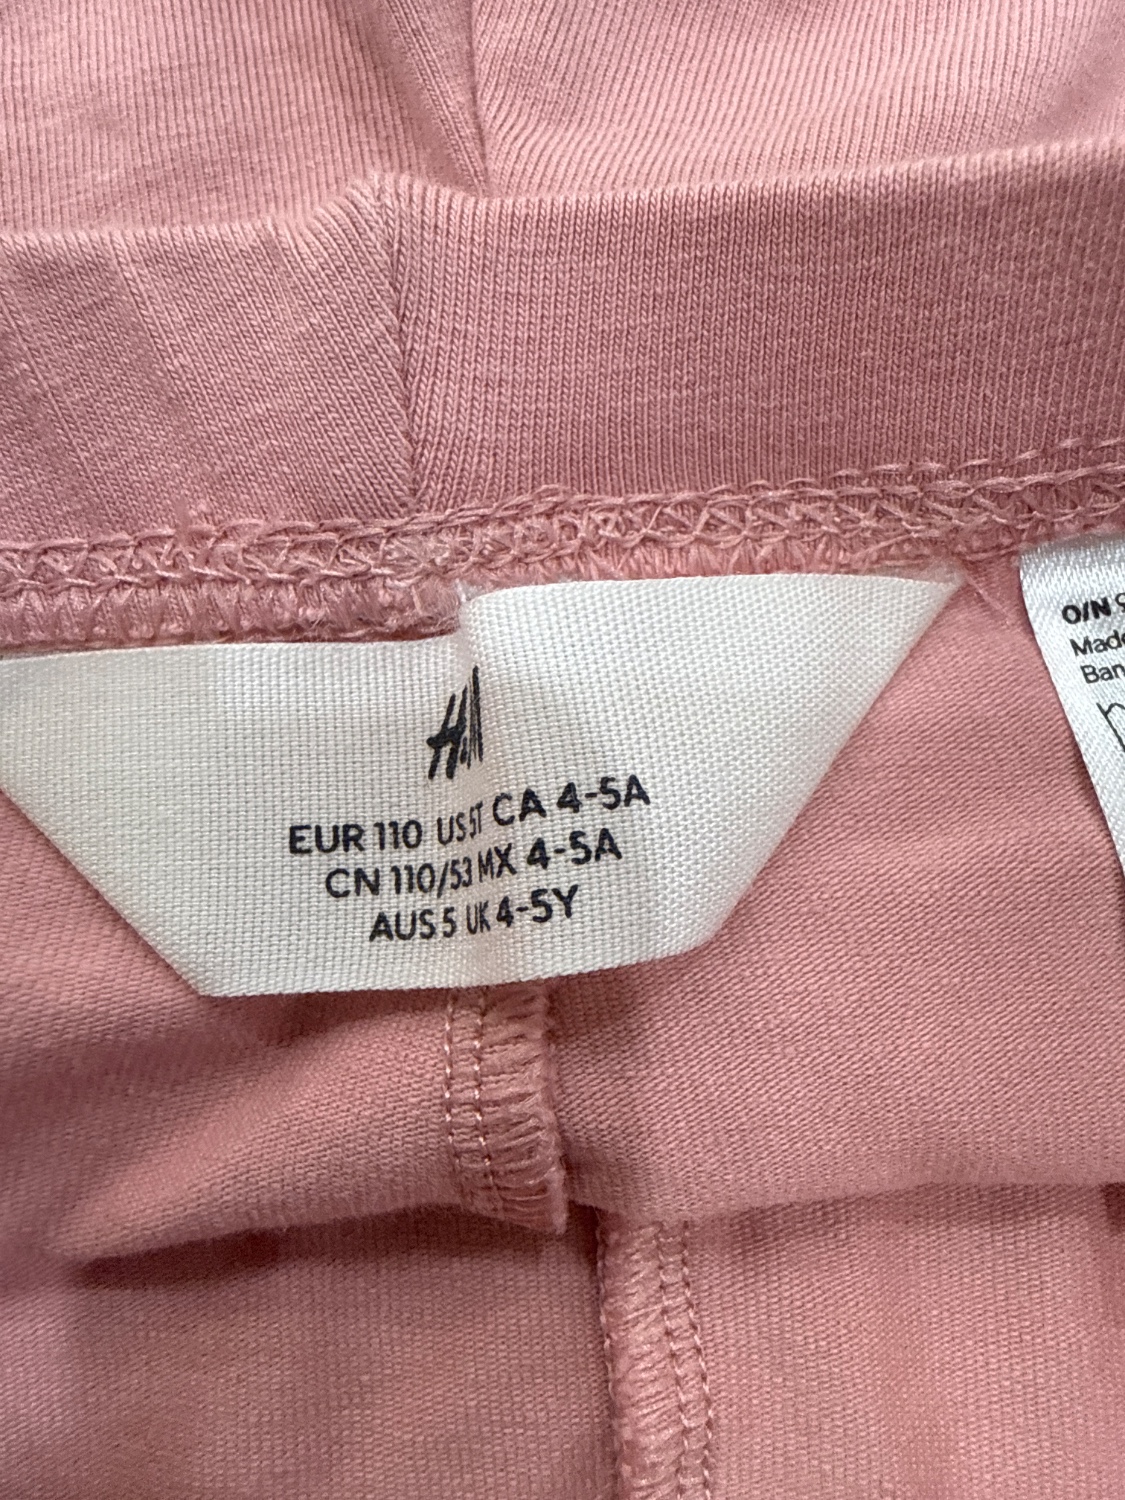 H&M
EUR 110 US 5T CA 4-5A
CN 110/53 MX 4-5A
AUS 5 UK 4-5Y
O/N
Made